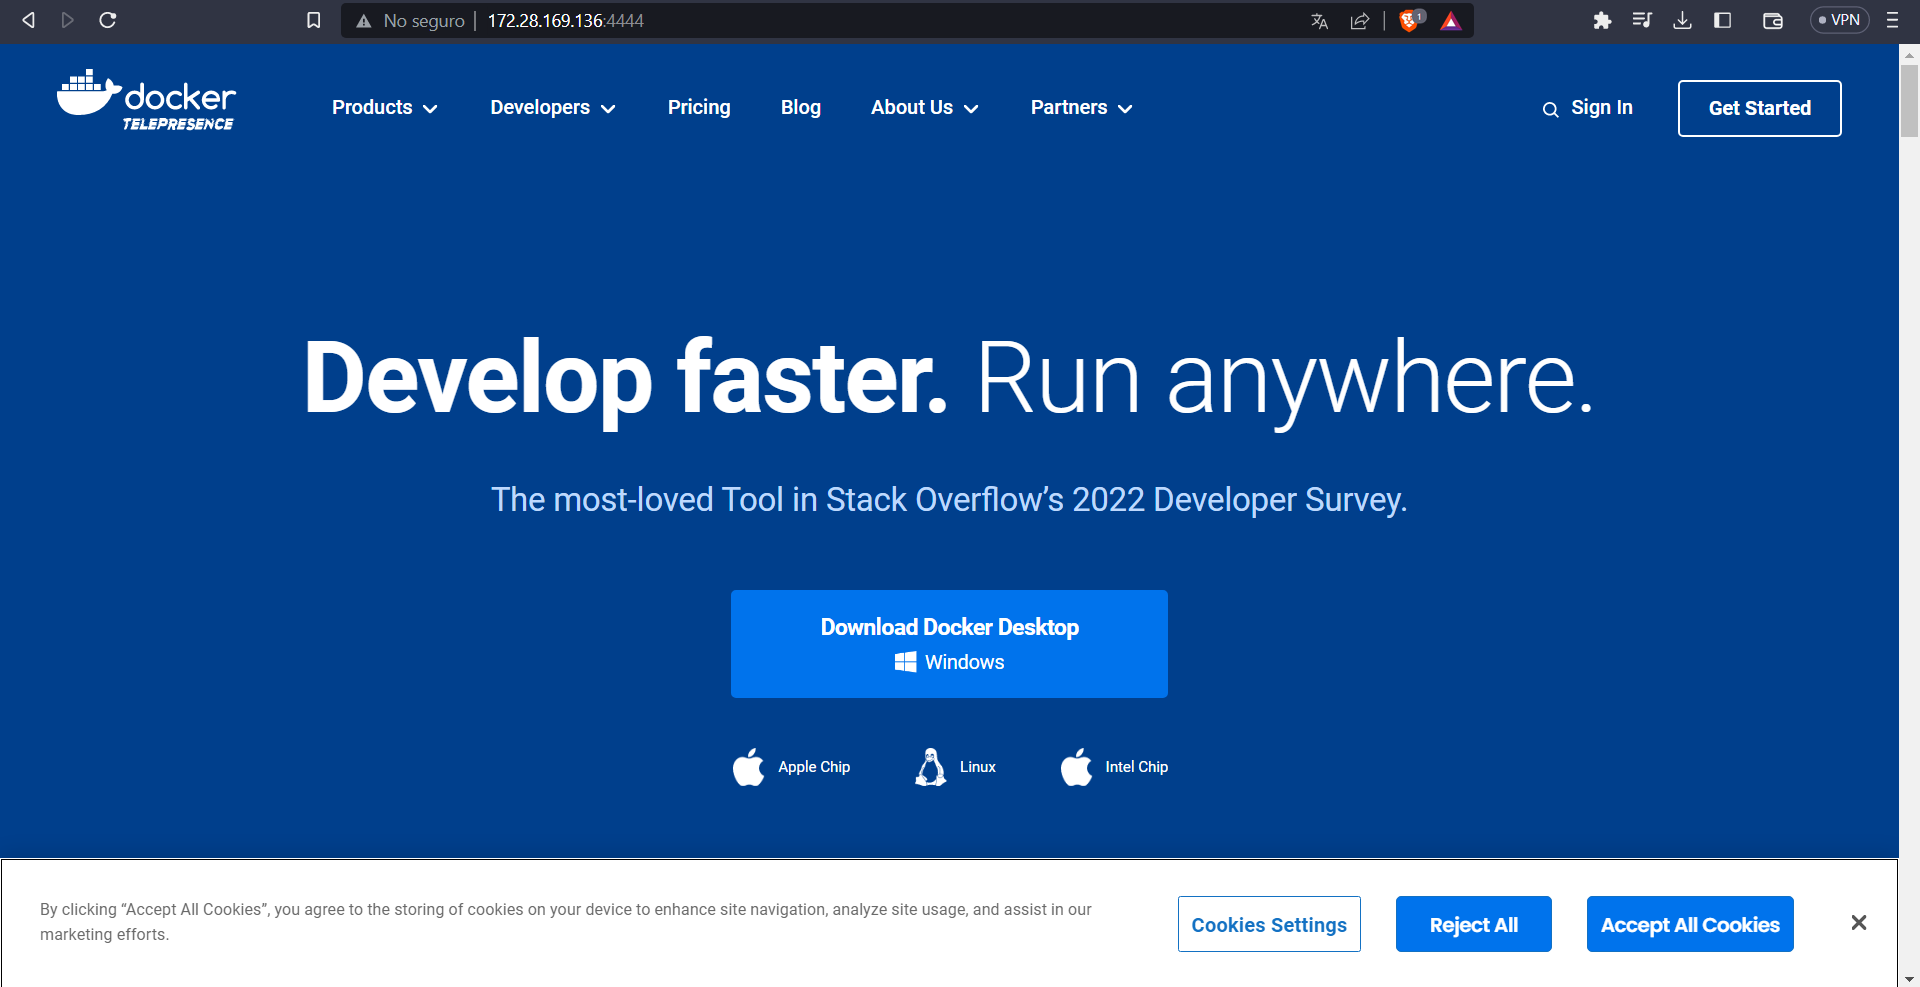 No seguro 172.28.169.136:4444
1
VPN
docker
TELEPRESENCE
Products Developers Pricing Blog About Us Partners Sign In Get Started
Develop faster. Run anywhere.
The most-loved Tool in Stack Overflow’s 2022 Developer Survey.
Download Docker Desktop
Windows
Apple Chip Linux Intel Chip
By clicking “Accept All Cookies”, you agree to the storing of cookies on your device to enhance site navigation, analyze site usage, and assist in our
marketing efforts.
Cookies Settings Reject All Accept All Cookies